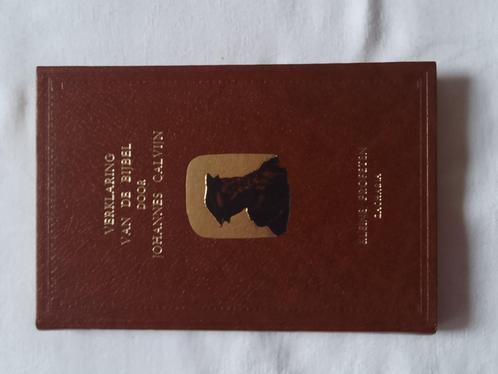 VERKLARING
VAN DE BIJBEL
DOOR
JOHANNES CALVIJN
KLEINE PROFETEN
ZACHARIA